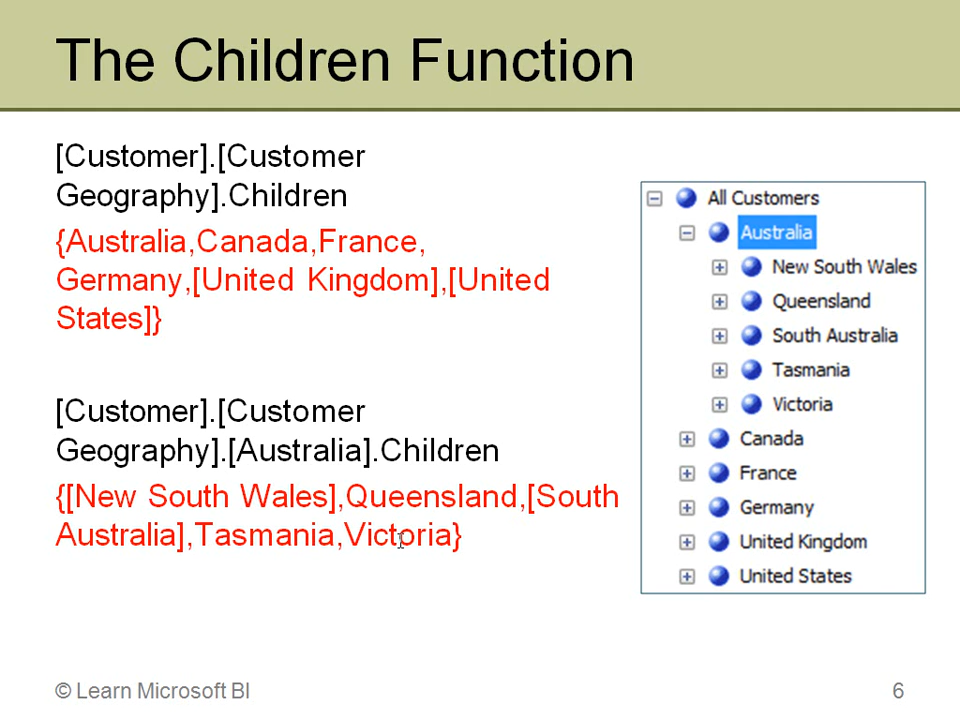 The Children Function
[Customer].[Customer
Geography].Children
{Australia,Canada,France,
Germany,[United Kingdom],[United
States]}
[Customer].[Customer
Geography].[Australia].Children
{[New South Wales],Queensland,[South
Australia],Tasmania,Victoria}
All Customers
Australia
New South Wales
Queensland
South Australia
Tasmania
Victoria
Canada
France
Germany
United Kingdom
United States
© Learn Microsoft BI
6